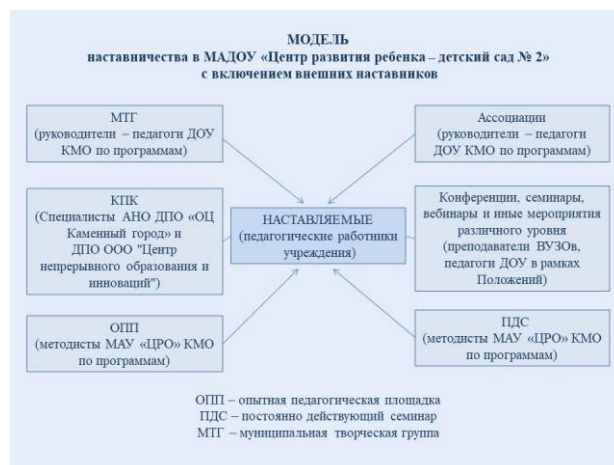 МОДЕЛЬ
наставничества в МАДОУ «Центр развития ребенка – детский сад № 2»
с включением внешних наставников
МТГ
(руководители – педагоги ДОУ
КМО по программам)
Ассоциации
(руководители – педагоги
ДОУ КМО по программам)
КПК
(Специалисты АНО ДПО «ОЦ
Каменный город» и
ДПО ООО "Центр
непрерывного образования и
инноваций")
НАСТАВЛЯЕМЫЕ
(педагогические работники
учреждения)
Конференции, семинары,
вебинары и иные мероприятия
различного уровня
(преподаватели ВУЗов,
педагоги ДОУ в рамках
Положений)
ОПП
(методисты МАУ «ЦРО» КМО
по программам)
ПДС
(методисты МАУ «ЦРО» КМО
по программам)
ОПП – опытная педагогическая площадка
ПДС – постоянно действующий семинар
МТГ – муниципальная творческая группа